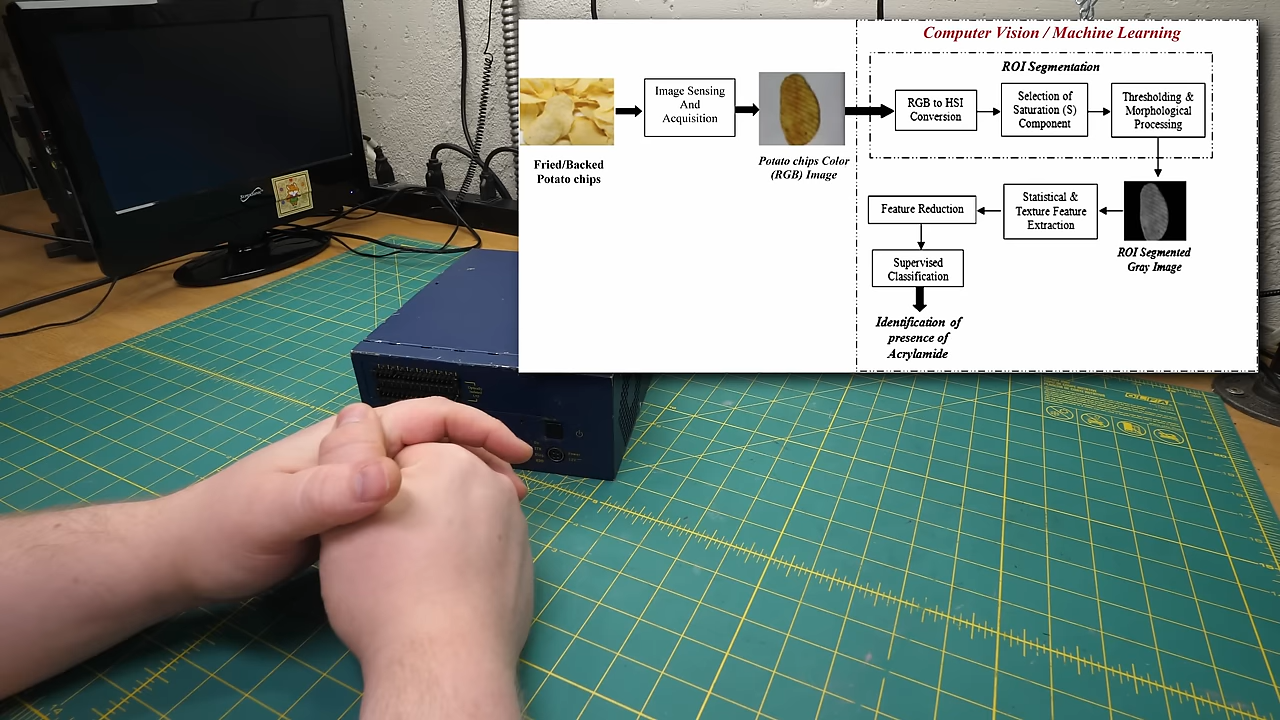 Computer Vision / Machine Learning
ROI Segmentation
Image Sensing
And
Acquisition
RGB to HSI
Conversion
Selection of
Saturation (S)
Component
Thresholding &
Morphological
Processing
Fried/Backed
Potato chips
Potato chips Color
(RGB) Image
Feature Reduction
Statistical &
Texture Feature
Extraction
ROI Segmented
Gray Image
Supervised
Classification
Identification of
presence of
Acrylamide